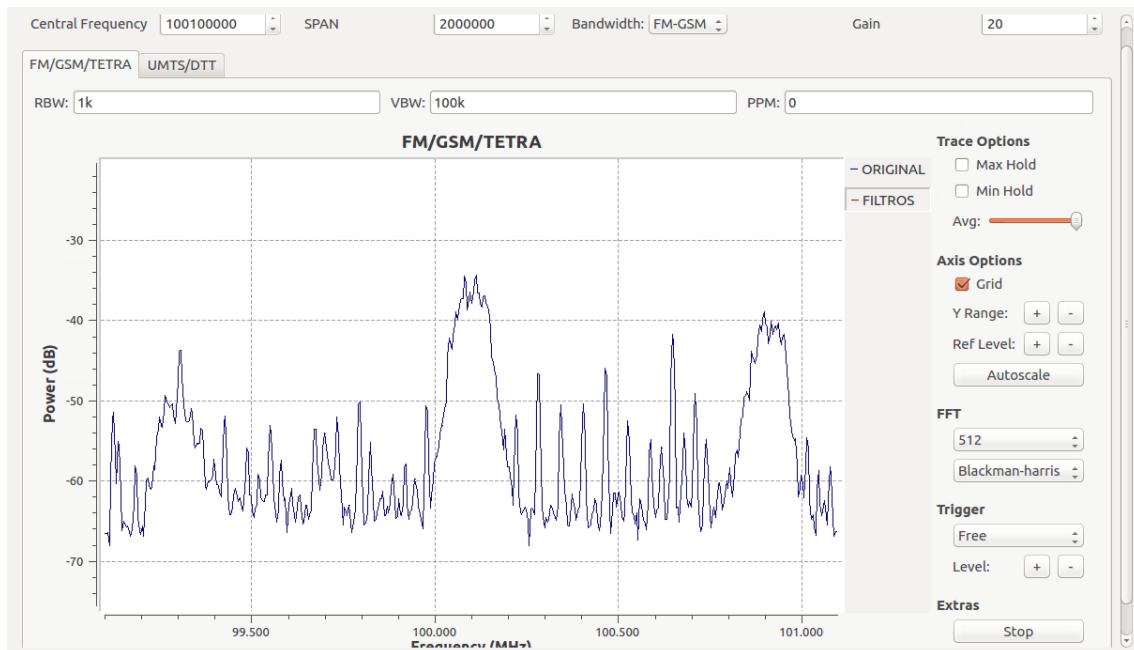 Central Frequency 100100000 SPAN 2000000 Bandwidth: FM-GSM Gain 20
FM/GSM/TETRA UMTS/DTT
RBW: 1k VBW: 100k PPM: 0
FM/GSM/TETRA
Power (dB)
-30
-40
-50
-60
-70
99.500 100.000 100.500 101.000
Frequency (MHz)
ORIGINAL
FILTROS
Trace Options
Max Hold
Min Hold
Avg:
Axis Options
Grid
Y Range: + -
Ref Level: + -
Autoscale
FFT
512
Blackman-harris
Trigger
Free
Level: + -
Extras
Stop